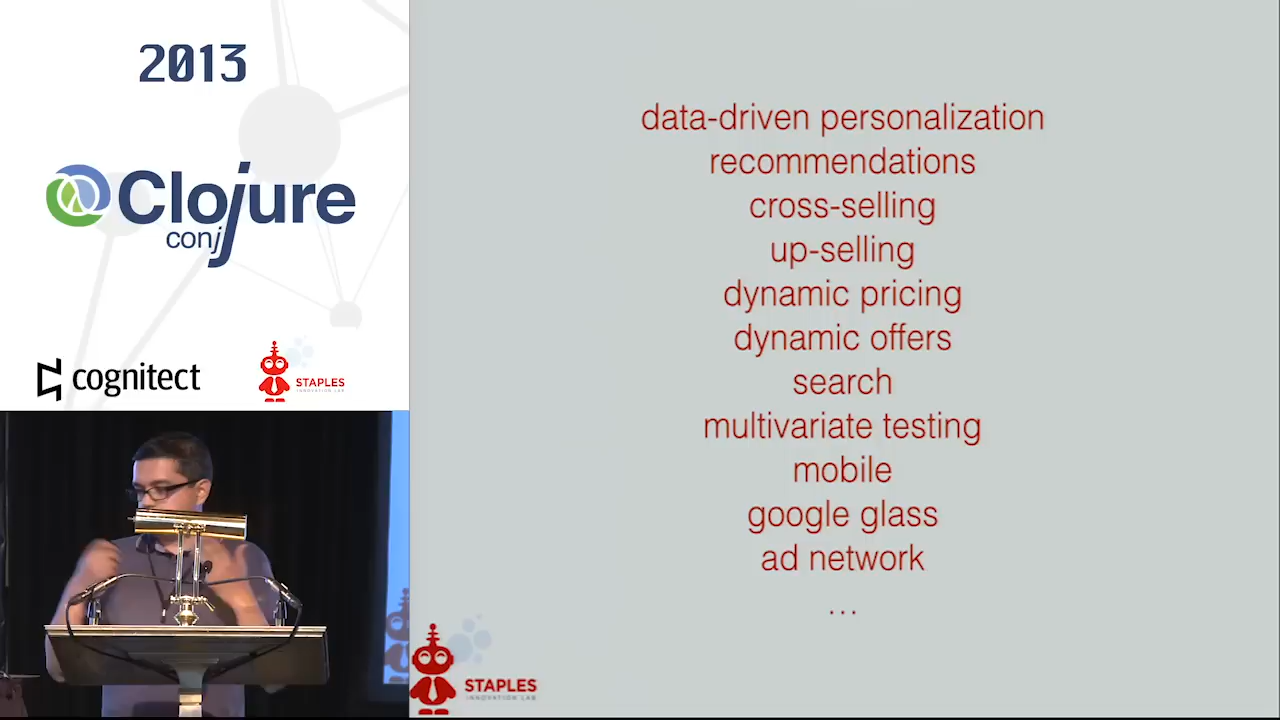 2013
Clojure
conj
cognitect
STAPLES
INNOVATION LAB
data-driven personalization
recommendations
cross-selling
up-selling
dynamic pricing
dynamic offers
search
multivariate testing
mobile
google glass
ad network
...
STAPLES
INNOVATION LAB